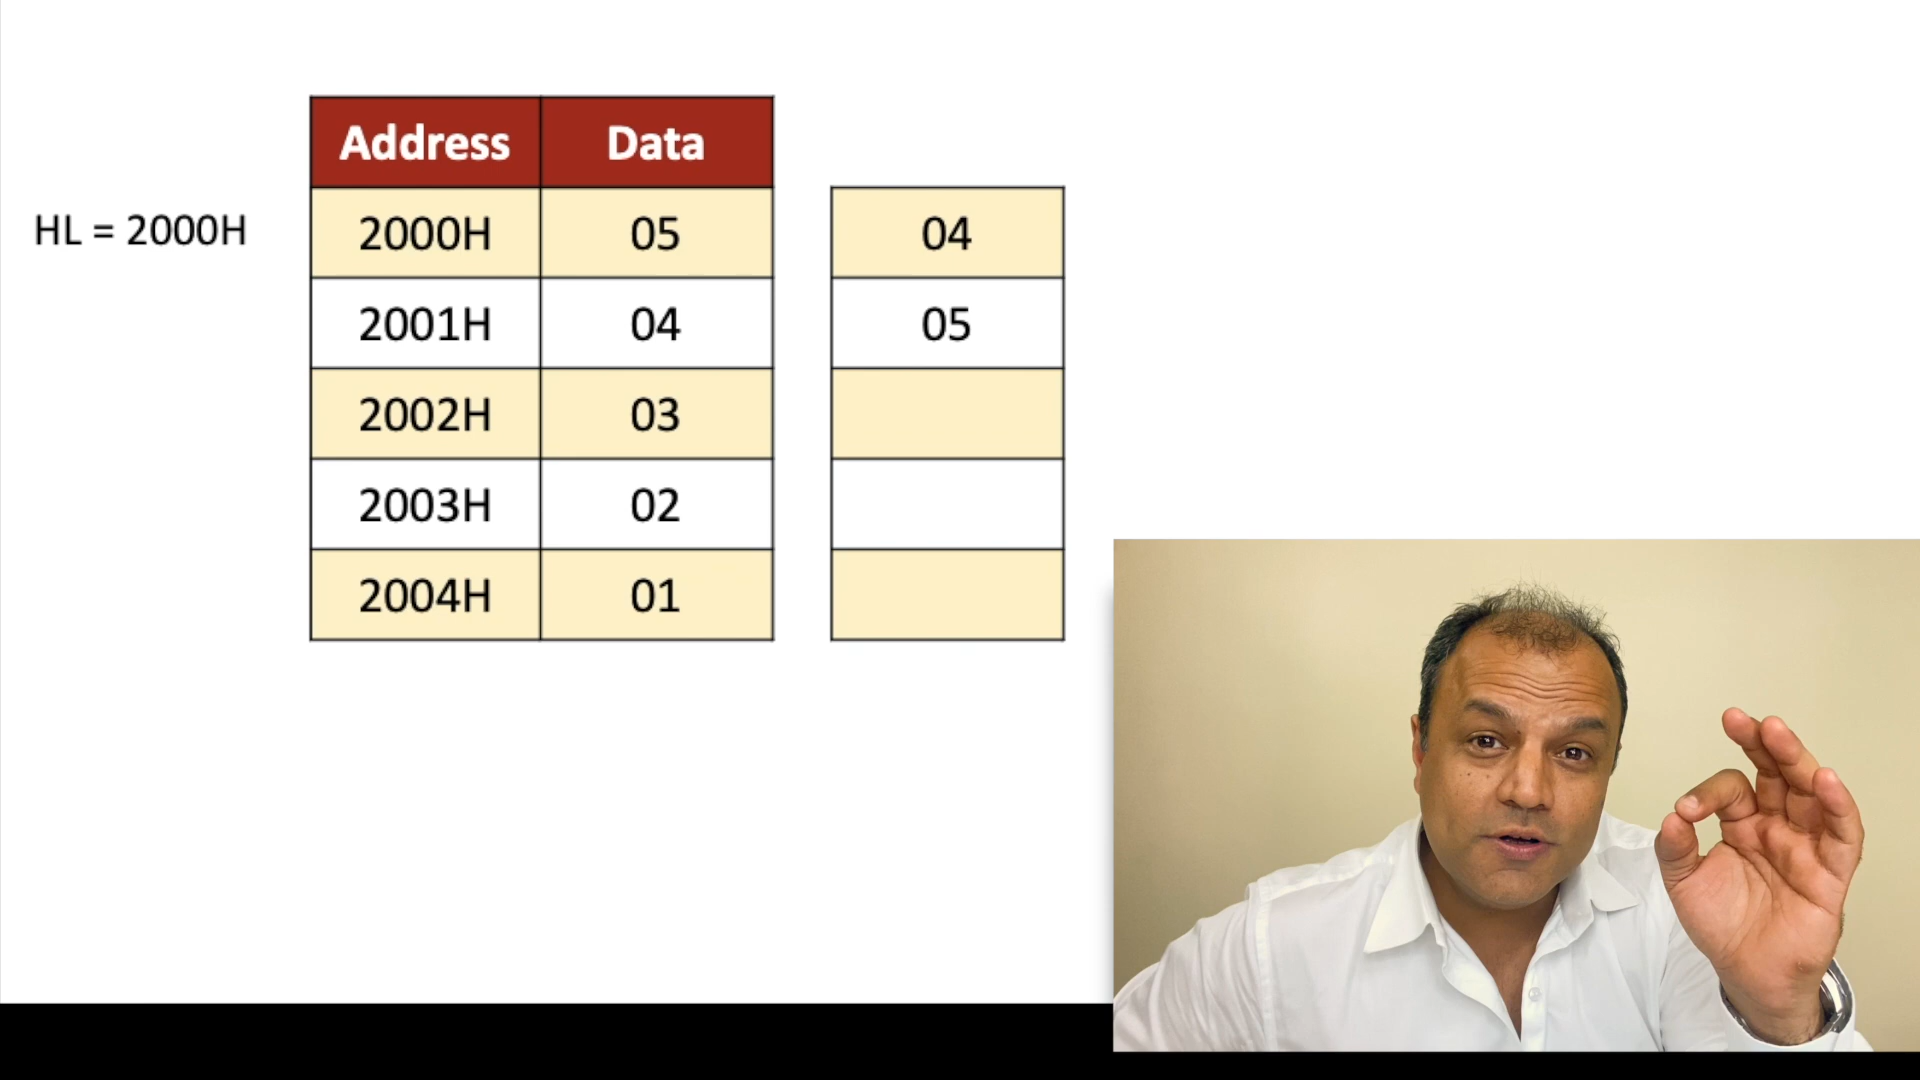 Address Data
HL = 2000H 2000H 05 04
2001H 04 05
2002H 03
2003H 02
2004H 01